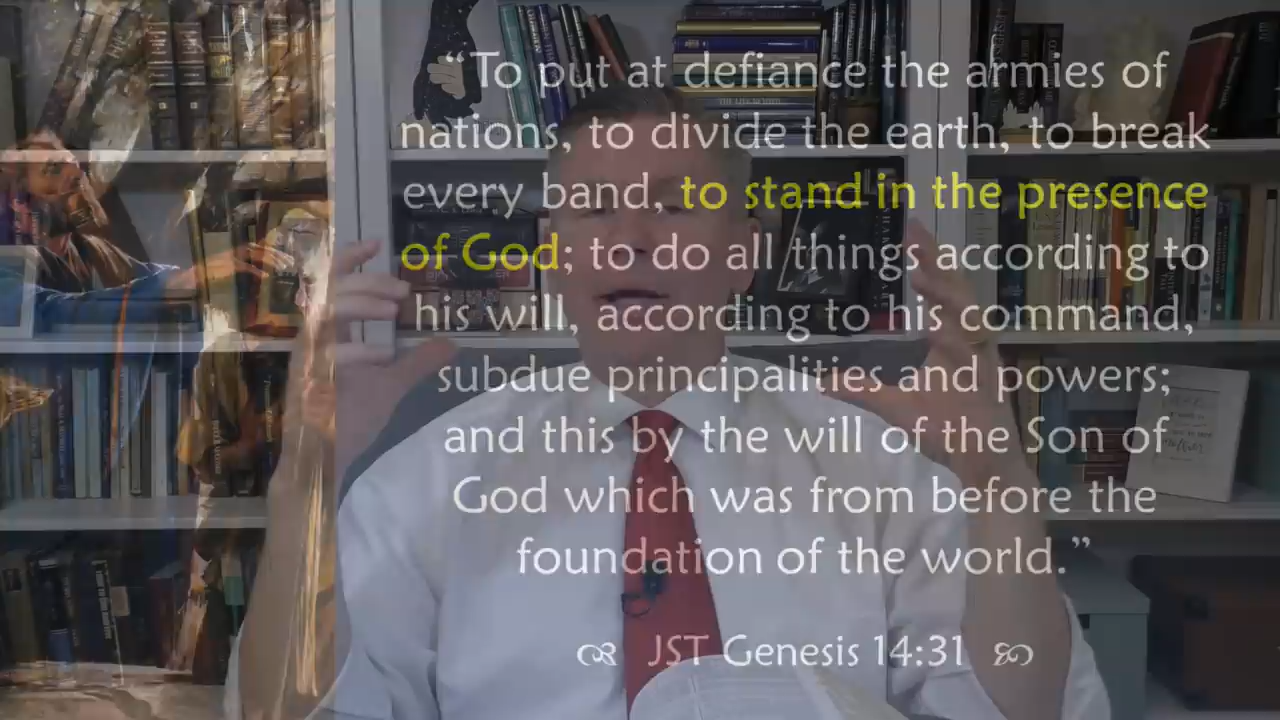 “To put at defiance the armies of
nations, to divide the earth, to break
every band, to stand in the presence
of God; to do all things according to
his will, according to his command,
subdue principalities and powers;
and this by the will of the Son of
God which was from before the
foundation of the world.”
JST Genesis 14:31